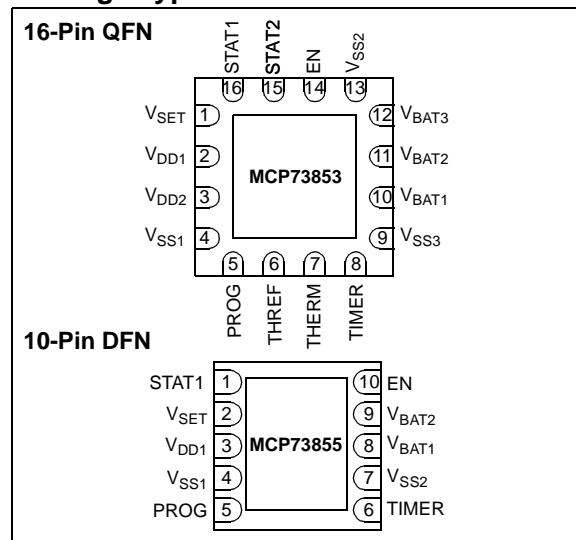 16-Pin QFN
STAT1
STAT2
EN
VSS2
16 15 14 13
VSET 1
12 VBAT3
VDD1 2
11 VBAT2
MCP73853
VDD2 3
10 VBAT1
VSS1 4
9 VSS3
5 6 7 8
PROG
THREF
THERM
TIMER
10-Pin DFN
STAT1 1
10 EN
VSET 2
9 VBAT2
VDD1 3
MCP73855
8 VBAT1
VSS1 4
7 VSS2
PROG 5
6 TIMER